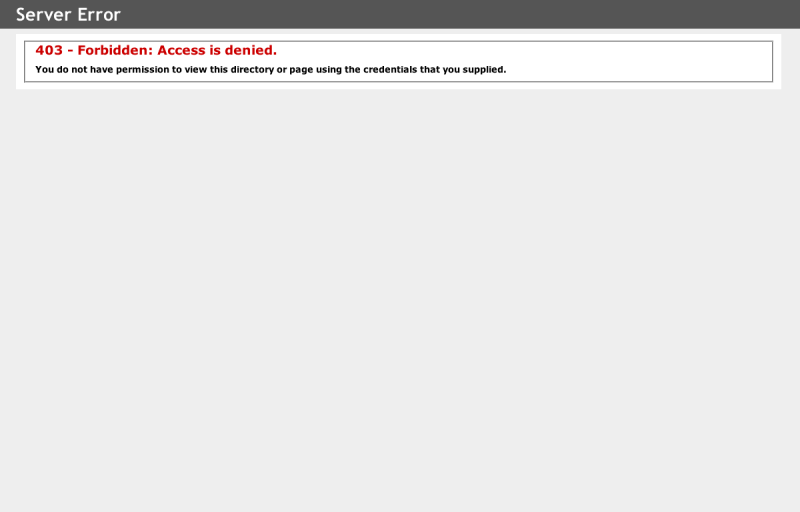 Server Error
403 - Forbidden: Access is denied.
You do not have permission to view this directory or page using the credentials that you supplied.